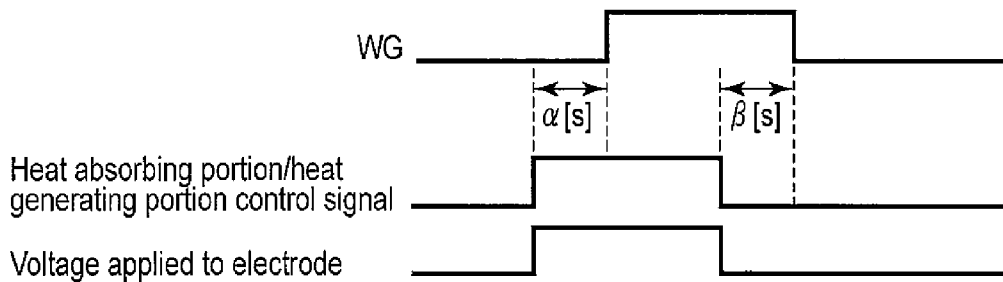 WG
α [s]
β [s]
Heat absorbing portion/heat
generating portion control signal
Voltage applied to electrode